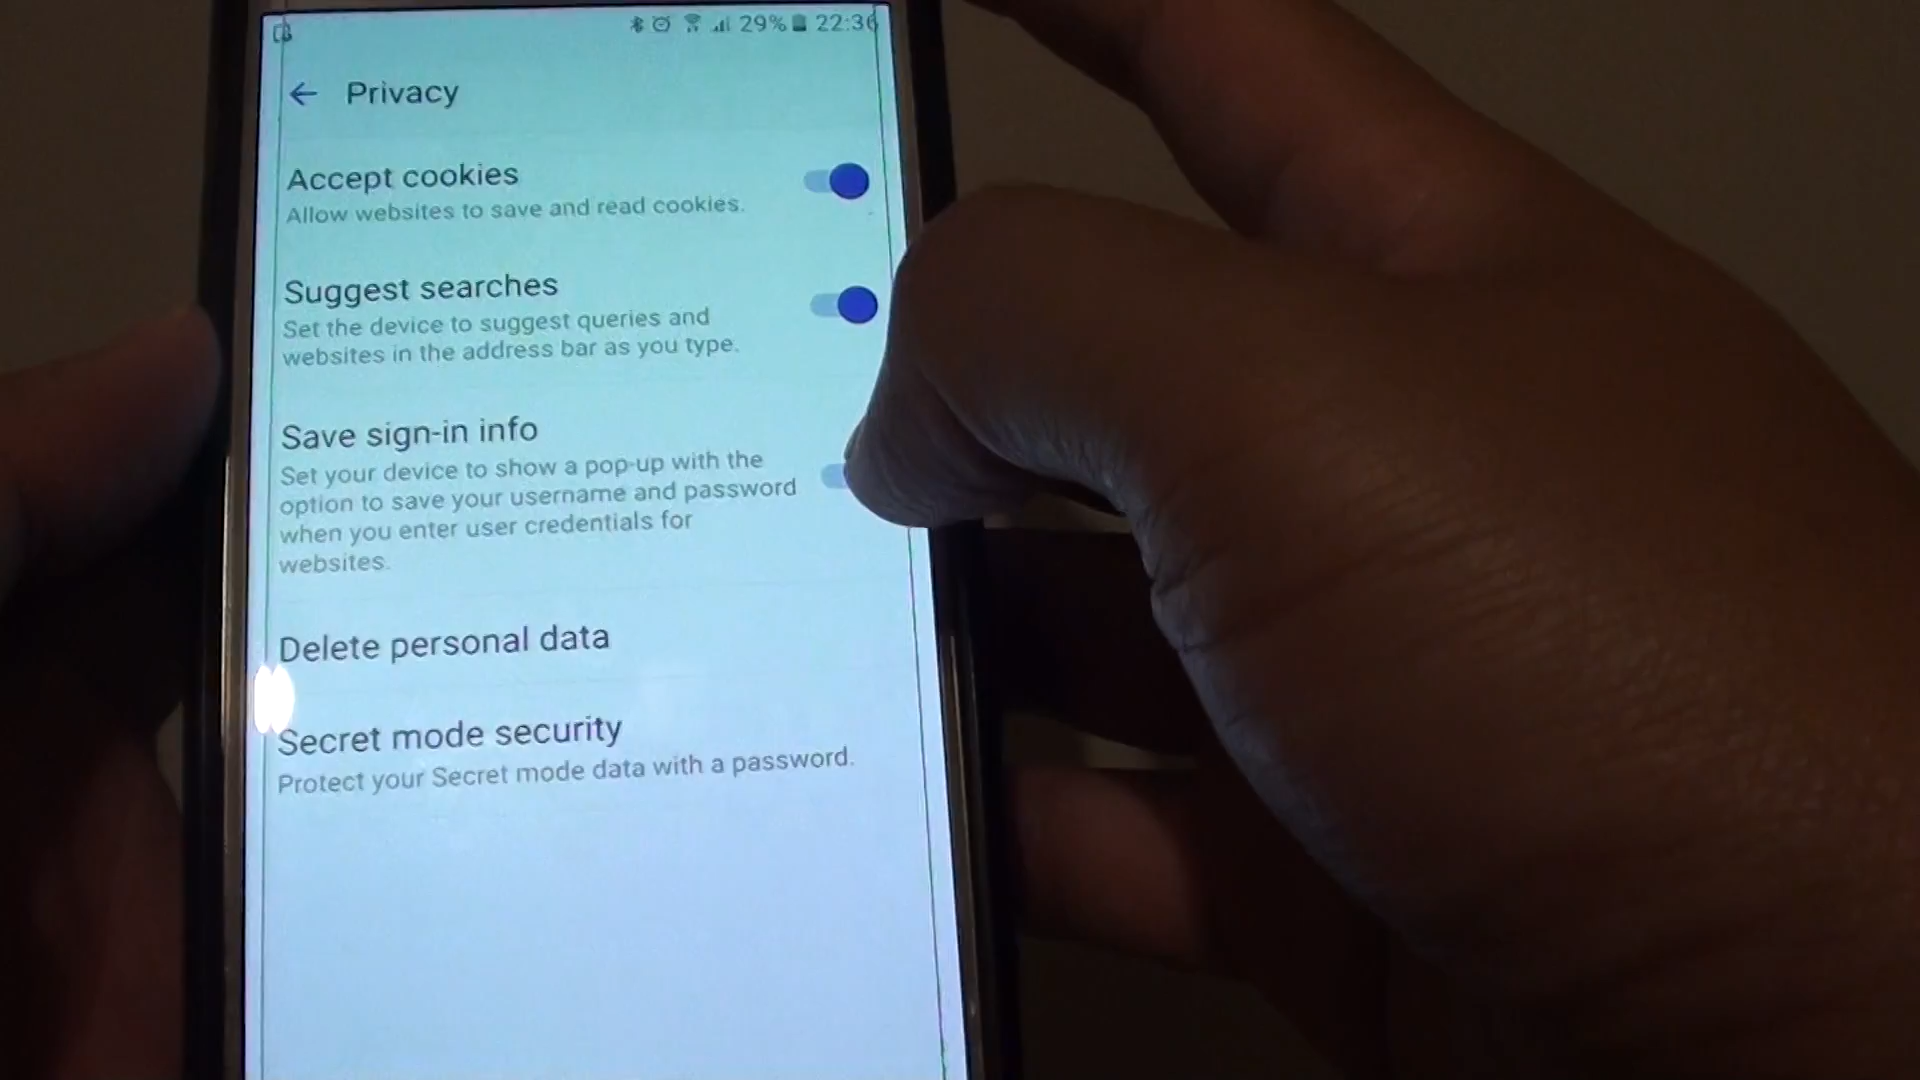 29% 22:36
Privacy
Accept cookies
Allow websites to save and read cookies.
Suggest searches
Set the device to suggest queries and
websites in the address bar as you type.
Save sign-in info
Set your device to show a pop-up with the
option to save your username and password
when you enter user credentials for
websites.
Delete personal data
Secret mode security
Protect your Secret mode data with a password.